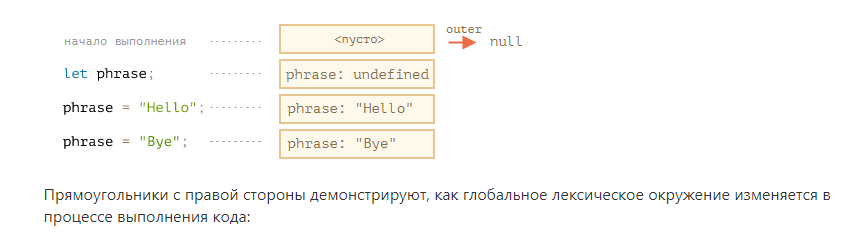 outer
начало выполнения --------- <пусто> null
let phrase; --------- phrase: undefined
phrase = "Hello"; --------- phrase: "Hello"
phrase = "Bye"; --------- phrase: "Bye"
Прямоугольники с правой стороны демонстрируют, как глобальное лексическое окружение изменяется в
процессе выполнения кода: